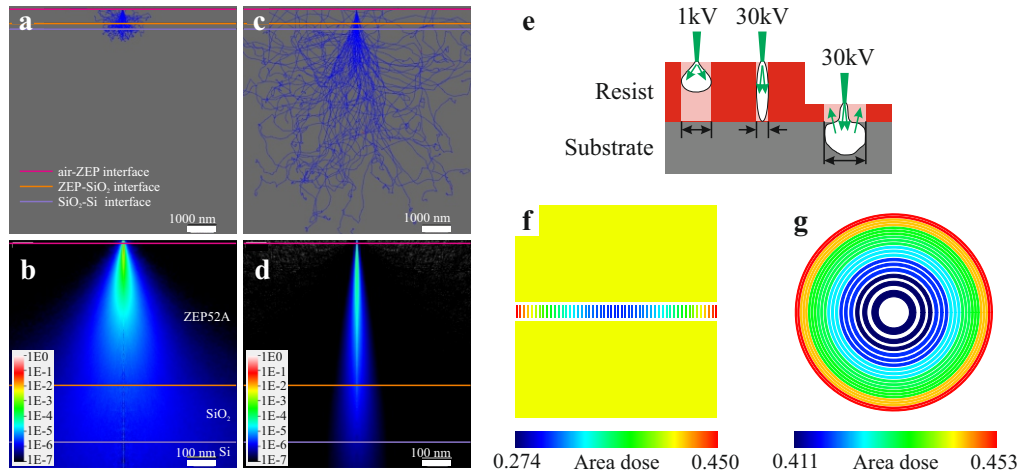 a
air-ZEP interface
ZEP-SiO₂ interface
SiO₂-Si interface
1000 nm
c
1000 nm
b
ZEP52A
1E0
1E-1
1E-2
1E-3
1E-4
1E-5
1E-6
1E-7
SiO₂
Si
100 nm
d
1E0
1E-1
1E-2
1E-3
1E-4
1E-5
1E-6
1E-7
100 nm
e
1kV 30kV
30kV
Resist
Substrate
f
0.274 Area dose 0.450
g
0.411 Area dose 0.453